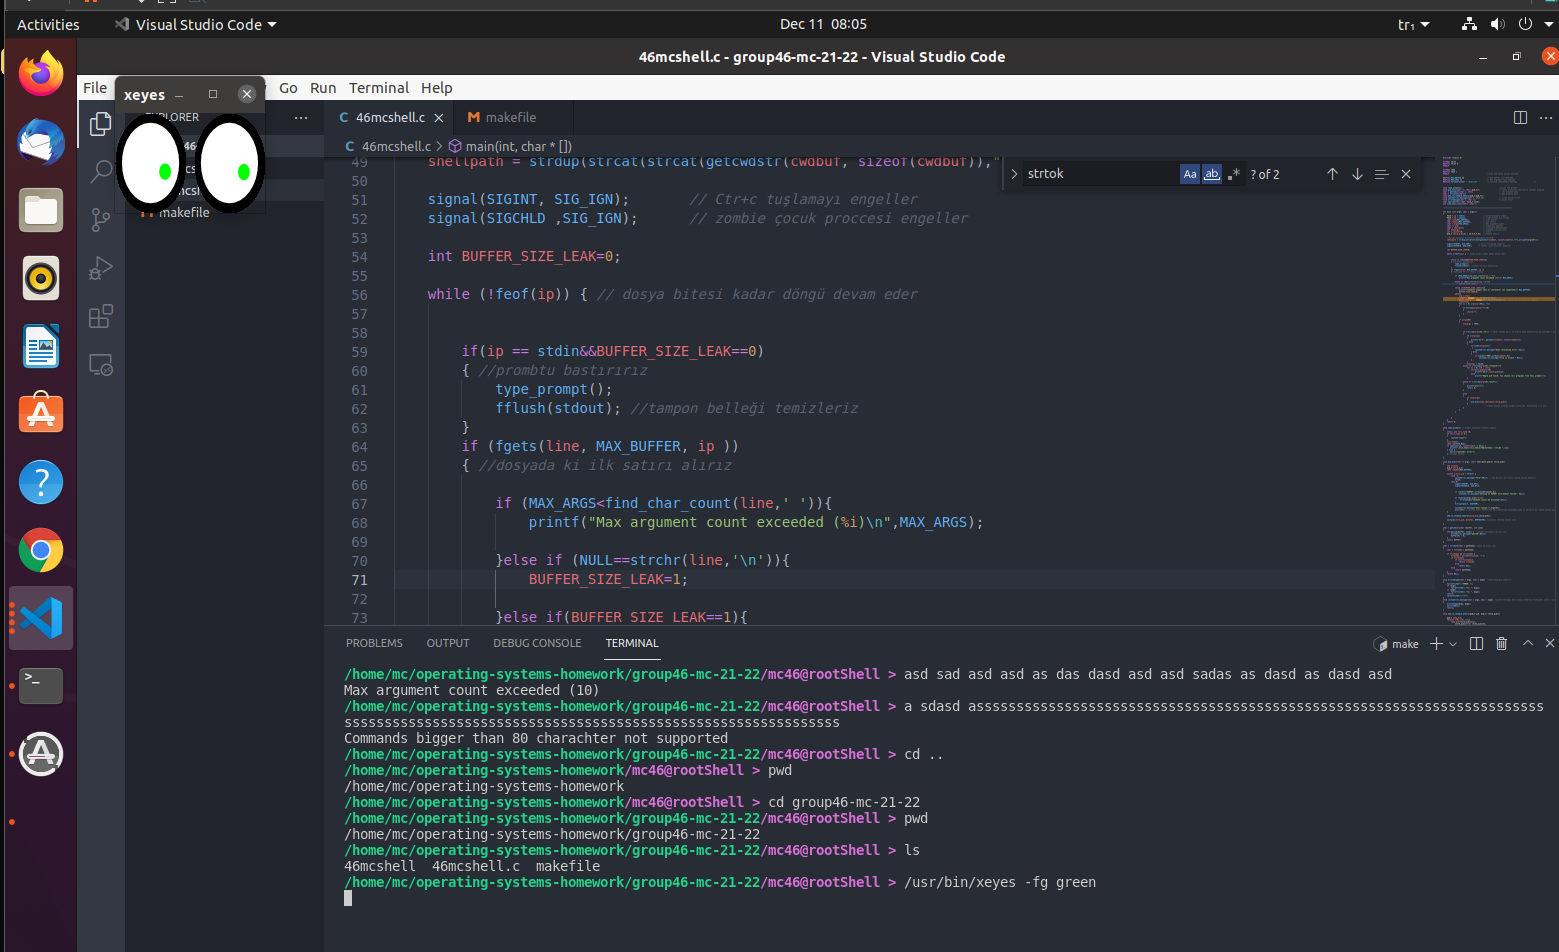 Activities
Visual Studio Code
Dec 11 08:05
tr₁
46mcshell.c - group46-mc-21-22 - Visual Studio Code
File
Go
Run
Terminal
Help
xeyes
EXPLORER
makefile
46mcshell.c
makefile
46mcshell.c > main(int, char * [])
strtok
Aa
ab
? of 2
49 shellpath = strdup(strcat(strcat(getcwdstr(cwdbuf, sizeof(cwdbuf)),"
50
51 signal(SIGINT, SIG_IGN); // Ctr+c tuşlamayı engeller
52 signal(SIGCHLD ,SIG_IGN); // zombie çocuk proccesi engeller
53
54 int BUFFER_SIZE_LEAK=0;
55
56 while (!feof(ip)) { // dosya bitesi kadar döngü devam eder
57
58
59 if(ip == stdin&&BUFFER_SIZE_LEAK==0)
60 { //prombtu bastırırız
61 type_prompt();
62 fflush(stdout); //tampon belleği temizleriz
63 }
64 if (fgets(line, MAX_BUFFER, ip ))
65 { //dosyada ki ilk satırı alırız
66
67 if (MAX_ARGS<find_char_count(line,' ')){
68 printf("Max argument count exceeded (%i)\n",MAX_ARGS);
69
70 }else if (NULL==strchr(line,'\n')){
71 BUFFER_SIZE_LEAK=1;
72
73 }else if(BUFFER_SIZE_LEAK==1){
PROBLEMS
OUTPUT
DEBUG CONSOLE
TERMINAL
make
/home/mc/operating-systems-homework/group46-mc-21-22/mc46@rootShell > asd sad asd asd as das dasd asd asd sadas as dasd as dasd asd
Max argument count exceeded (10)
/home/mc/operating-systems-homework/group46-mc-21-22/mc46@rootShell > a sdasd asssssssssssssssssssssssssssssssssssssssssssssssssssssssssssssssssssssss
ssssssssssssssssssssssssssssssssssssssssssssssssssssssssssssss
Commands bigger than 80 charachter not supported
/home/mc/operating-systems-homework/group46-mc-21-22/mc46@rootShell > cd ..
/home/mc/operating-systems-homework/mc46@rootShell > pwd
/home/mc/operating-systems-homework
/home/mc/operating-systems-homework/mc46@rootShell > cd group46-mc-21-22
/home/mc/operating-systems-homework/group46-mc-21-22/mc46@rootShell > pwd
/home/mc/operating-systems-homework/group46-mc-21-22
/home/mc/operating-systems-homework/group46-mc-21-22/mc46@rootShell > ls
46mcshell 46mcshell.c makefile
/home/mc/operating-systems-homework/group46-mc-21-22/mc46@rootShell > /usr/bin/xeyes -fg green